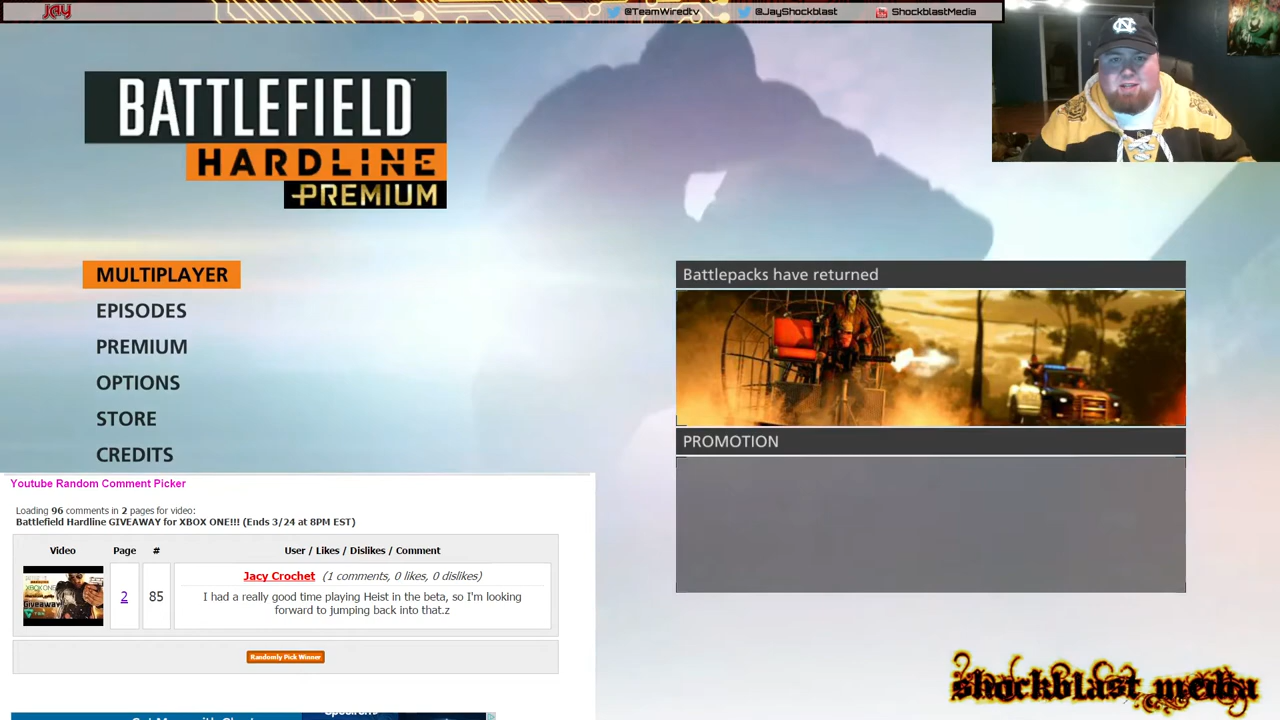 JAY
@TeamWiredtv
@JayShockblast
ShockblastMedia
NC
BATTLEFIELD
HARDLINE
PREMIUM
MULTIPLAYER
EPISODES
PREMIUM
OPTIONS
STORE
CREDITS
Battlepacks have returned
PROMOTION
Youtube Random Comment Picker
Loading 96 comments in 2 pages for video:
Battlefield Hardline GIVEAWAY for XBOX ONE!!! (Ends 3/24 at 8PM EST)
Video Page # User / Likes / Dislikes / Comment
XBOX ONE
Giveaway
2 85
Jacy Crochet (1 comments, 0 likes, 0 dislikes)
I had a really good time playing Heist in the beta, so I'm looking
forward to jumping back into that.z
Randomly Pick Winner
shockblast media